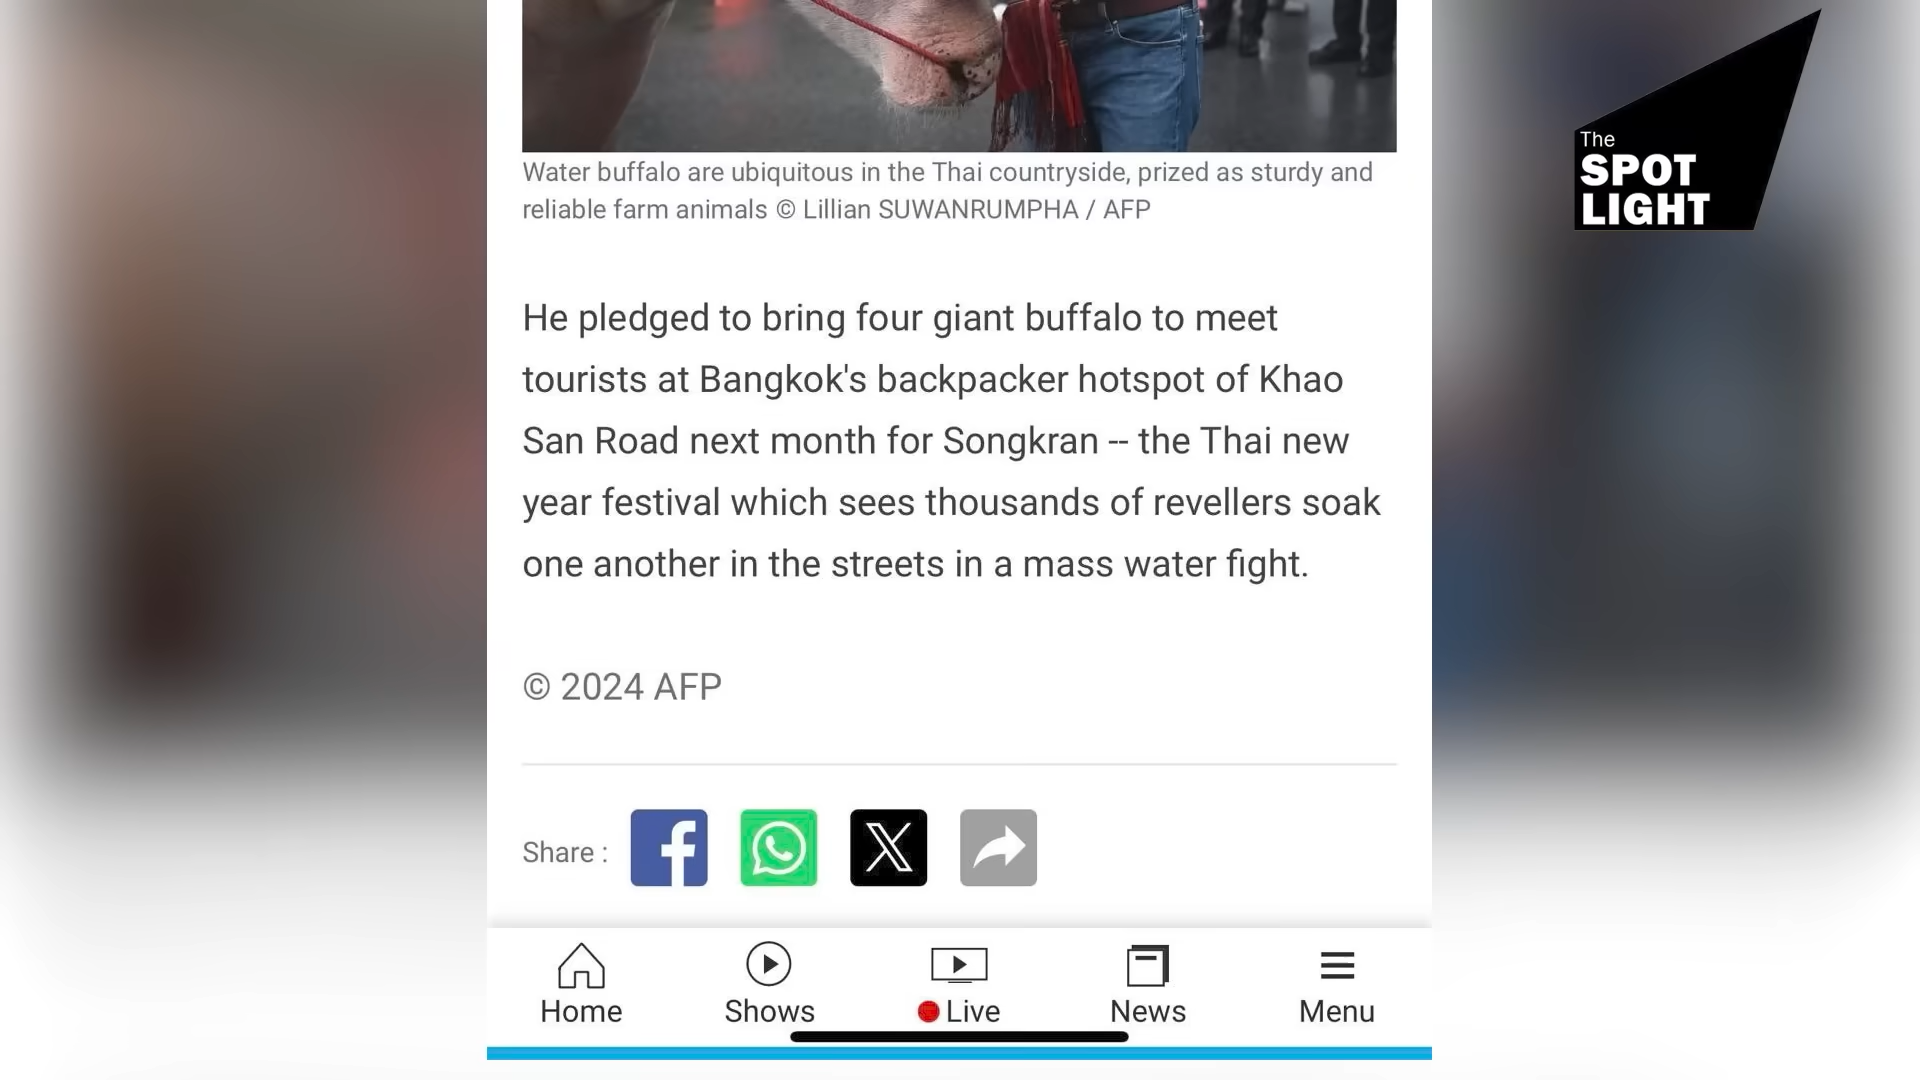 The
SPOT
LIGHT
Water buffalo are ubiquitous in the Thai countryside, prized as sturdy and
reliable farm animals © Lillian SUWANRUMPHA / AFP
He pledged to bring four giant buffalo to meet
tourists at Bangkok's backpacker hotspot of Khao
San Road next month for Songkran -- the Thai new
year festival which sees thousands of revellers soak
one another in the streets in a mass water fight.
© 2024 AFP
Share :
Home Shows Live News Menu